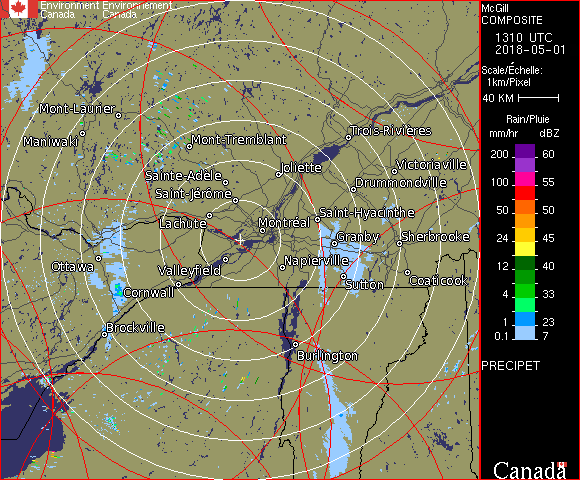 Environment Environnement
Canada Canada
McGill
COMPOSITE
1310 UTC
2018-05-01
Scale/Échelle:
1km/Pixel
40 KM
Rain/Pluie
mm/hr dBZ
200 60
100 55
50 50
24 45
12 40
4 33
1 23
0.1 7
PRECIPET
Canada
Mont-Laurier
Maniwaki
Mont-Tremblant
Trois-Rivières
Joliette
Victoriaville
Sainte-Adèle
Drummondville
Saint-Jérôme
Lachute
Saint-Hyacinthe
Montréal
Granby
Sherbrooke
Ottawa
Valleyfield
Napierville
Sutton
Coaticook
Cornwall
Brockville
Burlington